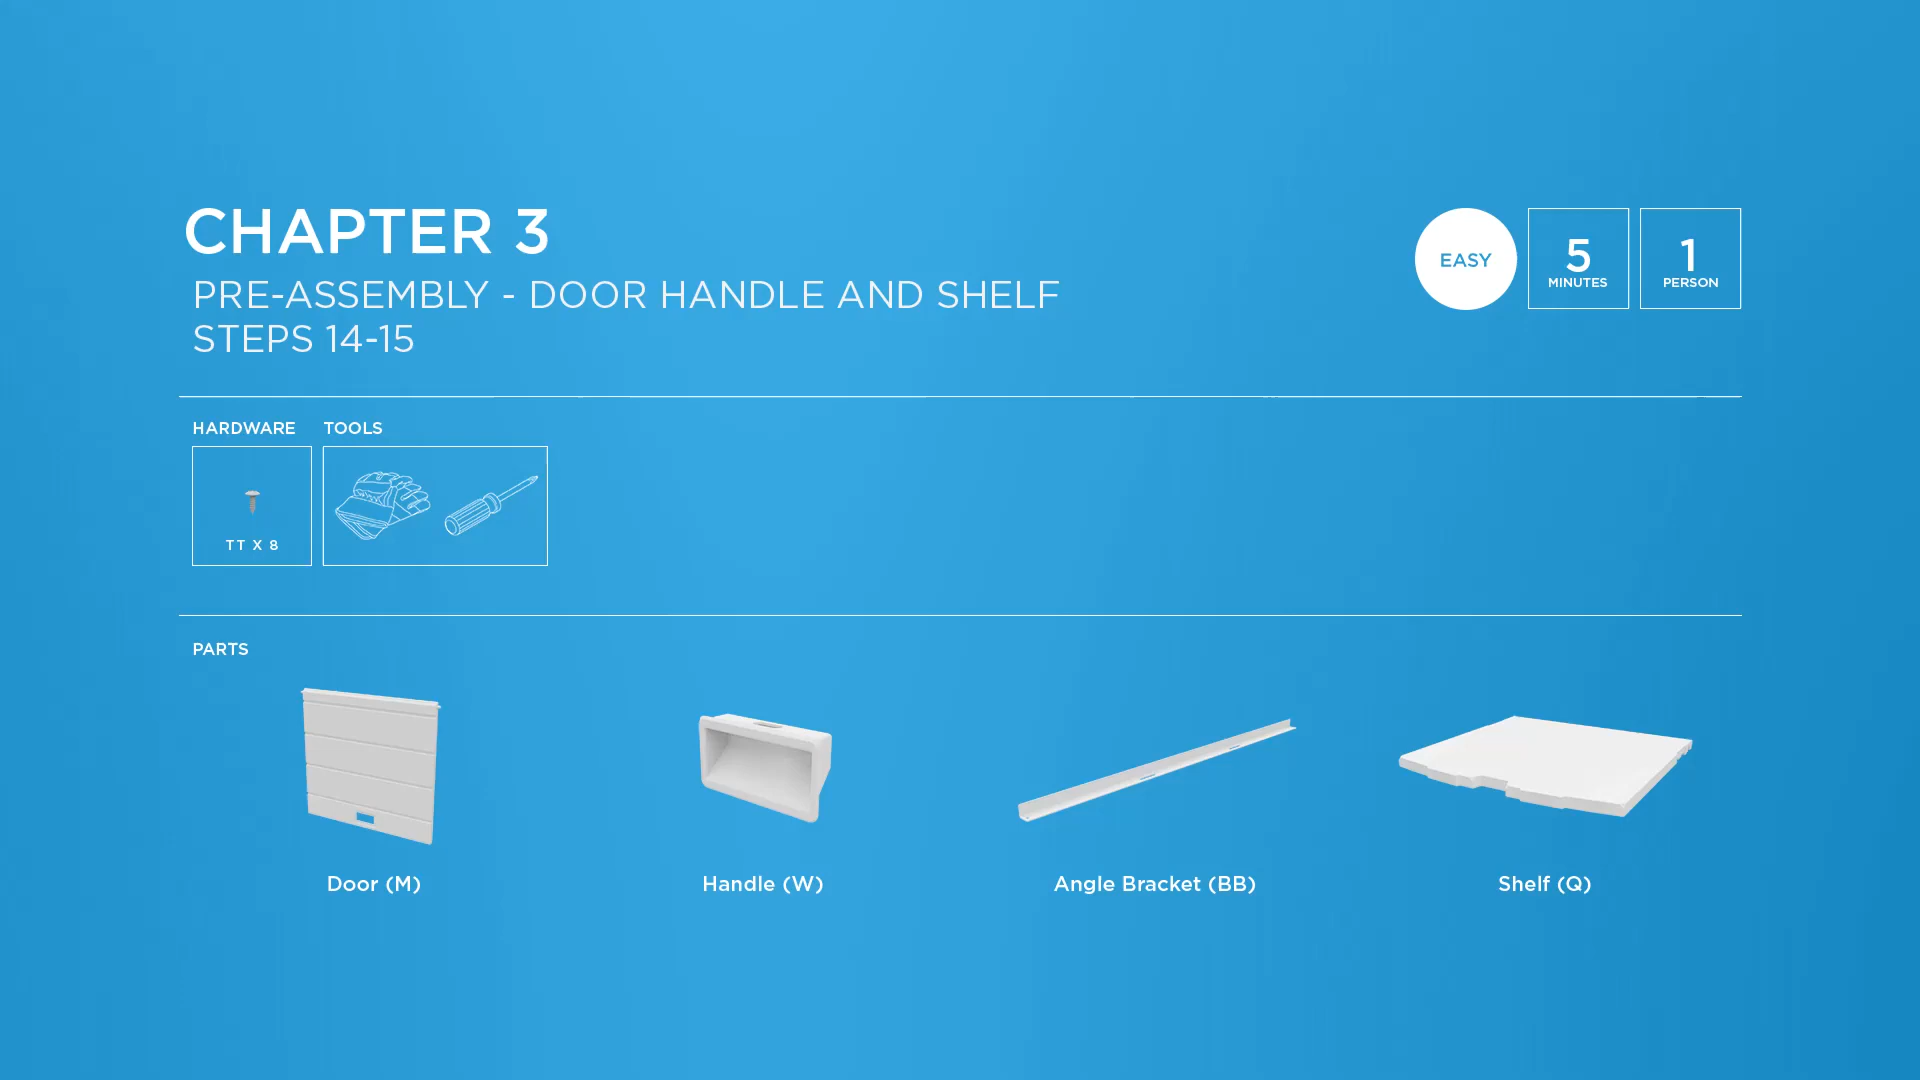 CHAPTER 3
PRE-ASSEMBLY - DOOR HANDLE AND SHELF
STEPS 14-15
EASY
5
MINUTES
1
PERSON
HARDWARE
TOOLS
TT X 8
PARTS
Door (M)
Handle (W)
Angle Bracket (BB)
Shelf (Q)